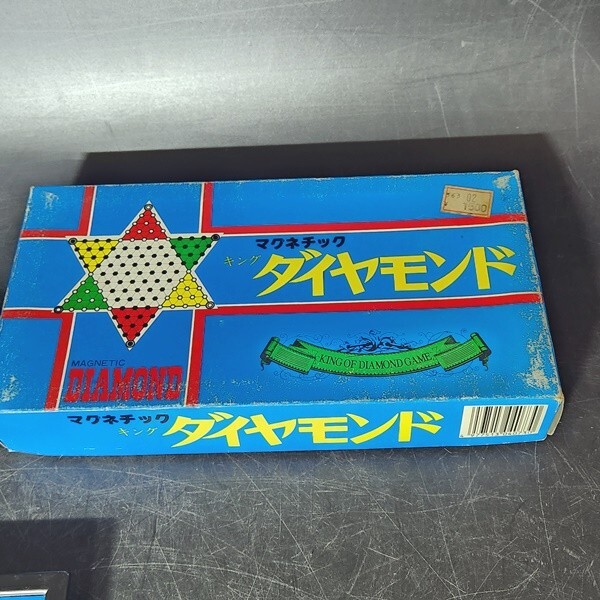 マクネチック
キング ダイヤモンド
KING OF DIAMOND GAME
MAGNETIC
DIAMOND
マクネチック
キング ダイヤモンド